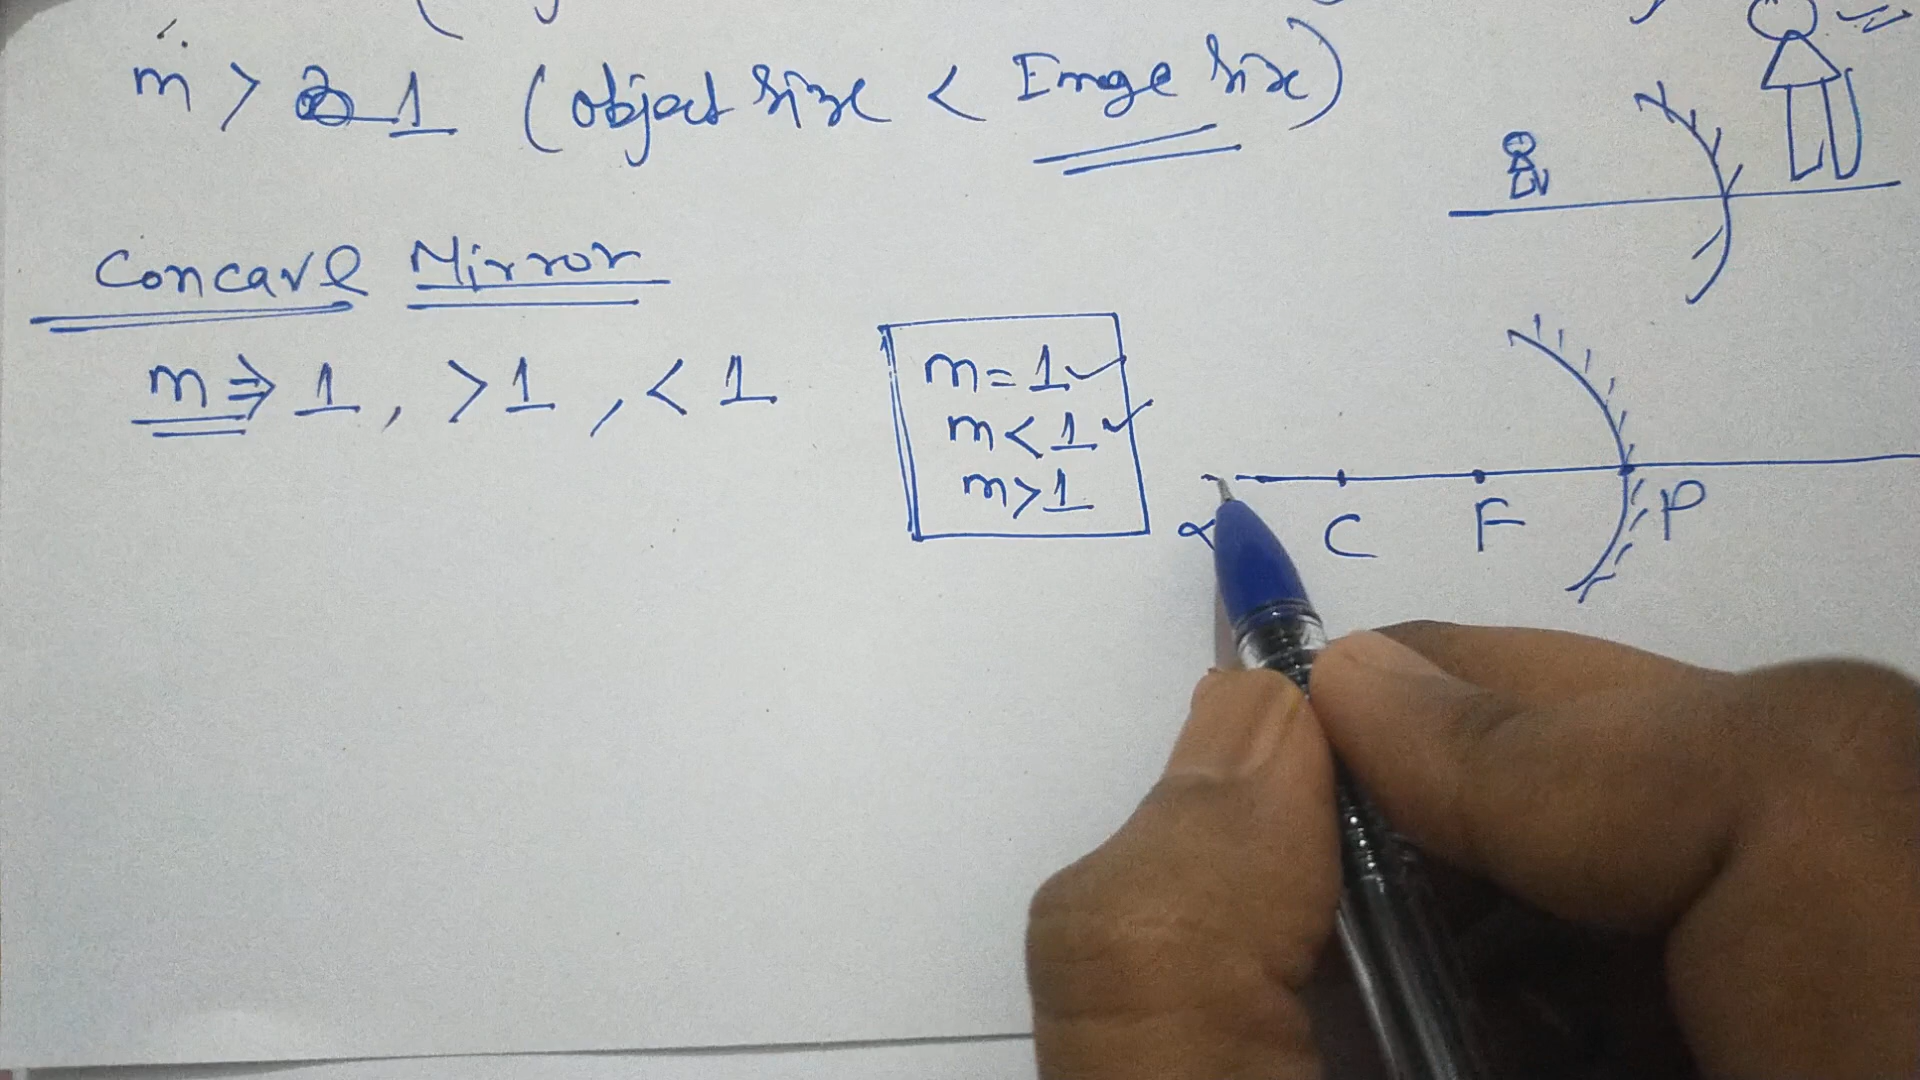 m > 1 (object size < Image size)
Concave Mirror
m ⇒ 1, >1, < 1
m = 1 ✓
m < 1 ✓
m > 1
C F P